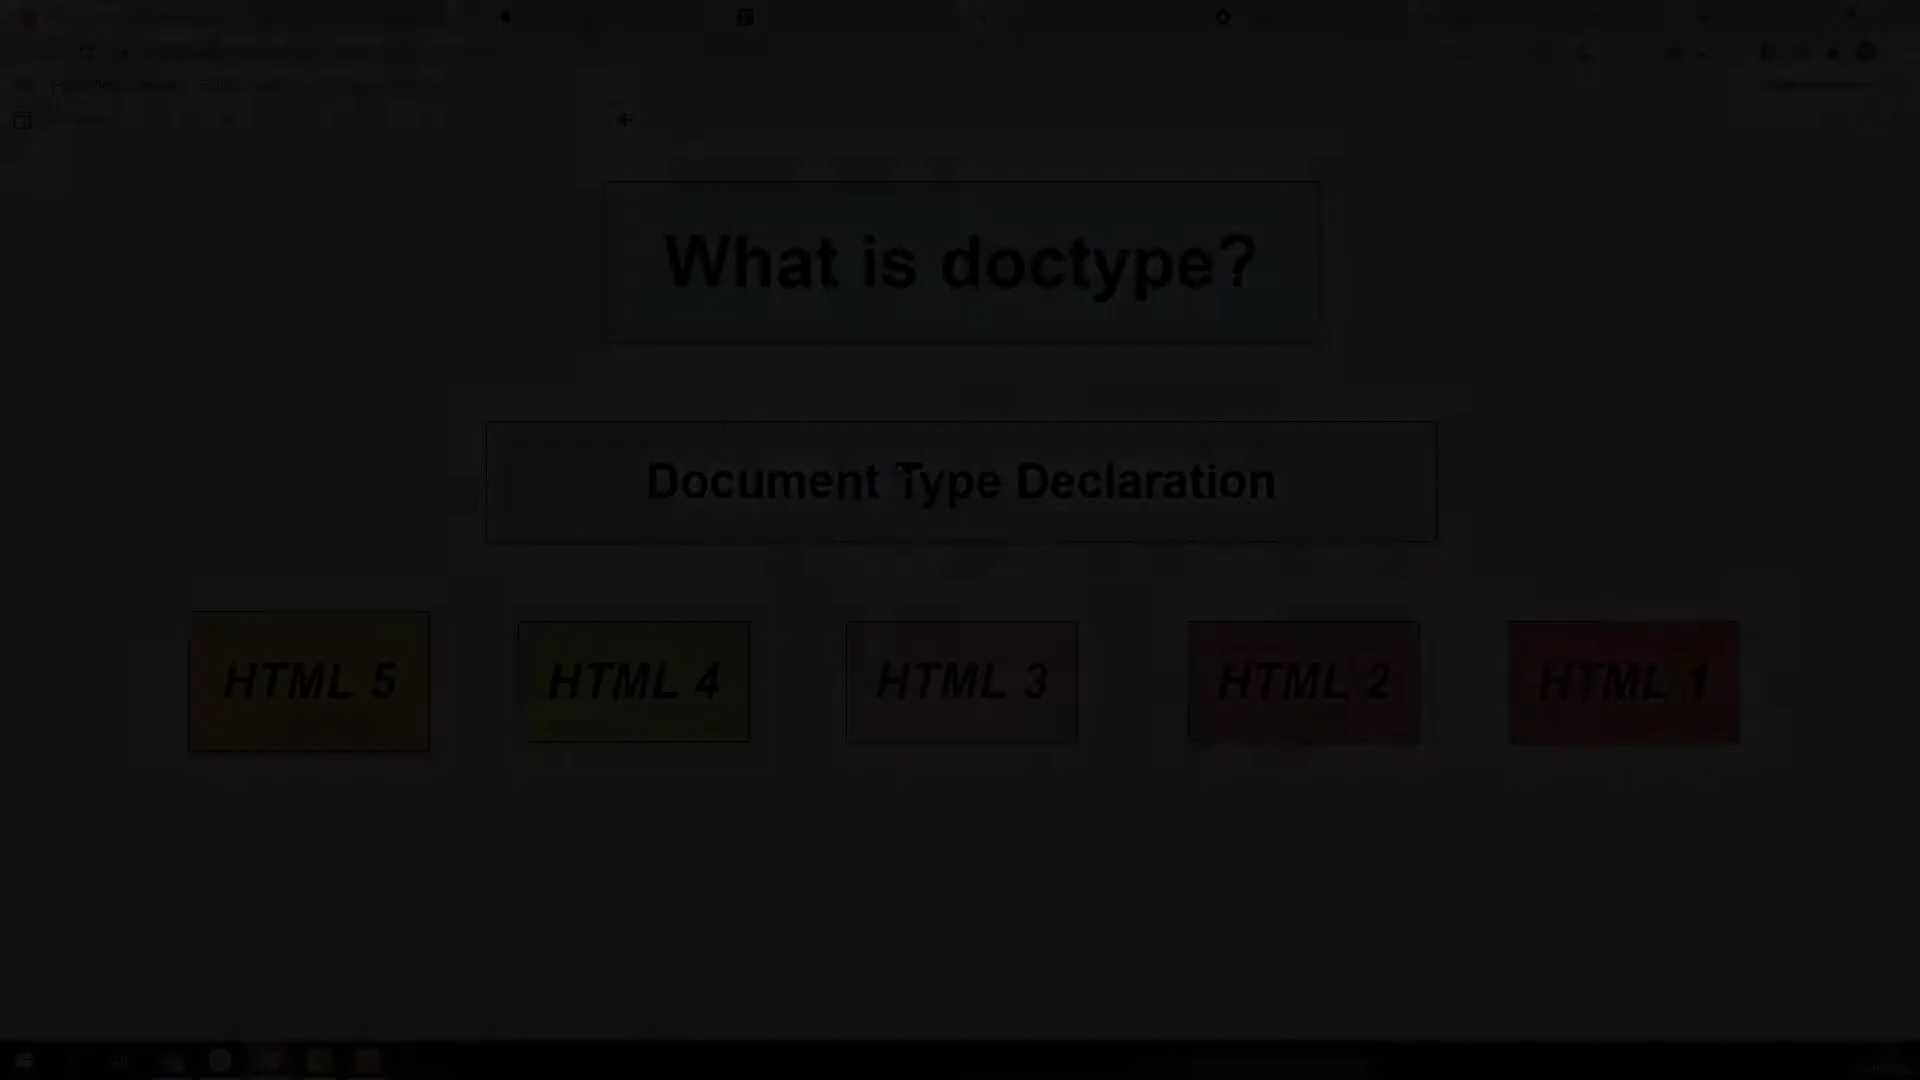 What is doctype?
Document Type Declaration
HTML 5
HTML 4
HTML 3
HTML 2
HTML 1